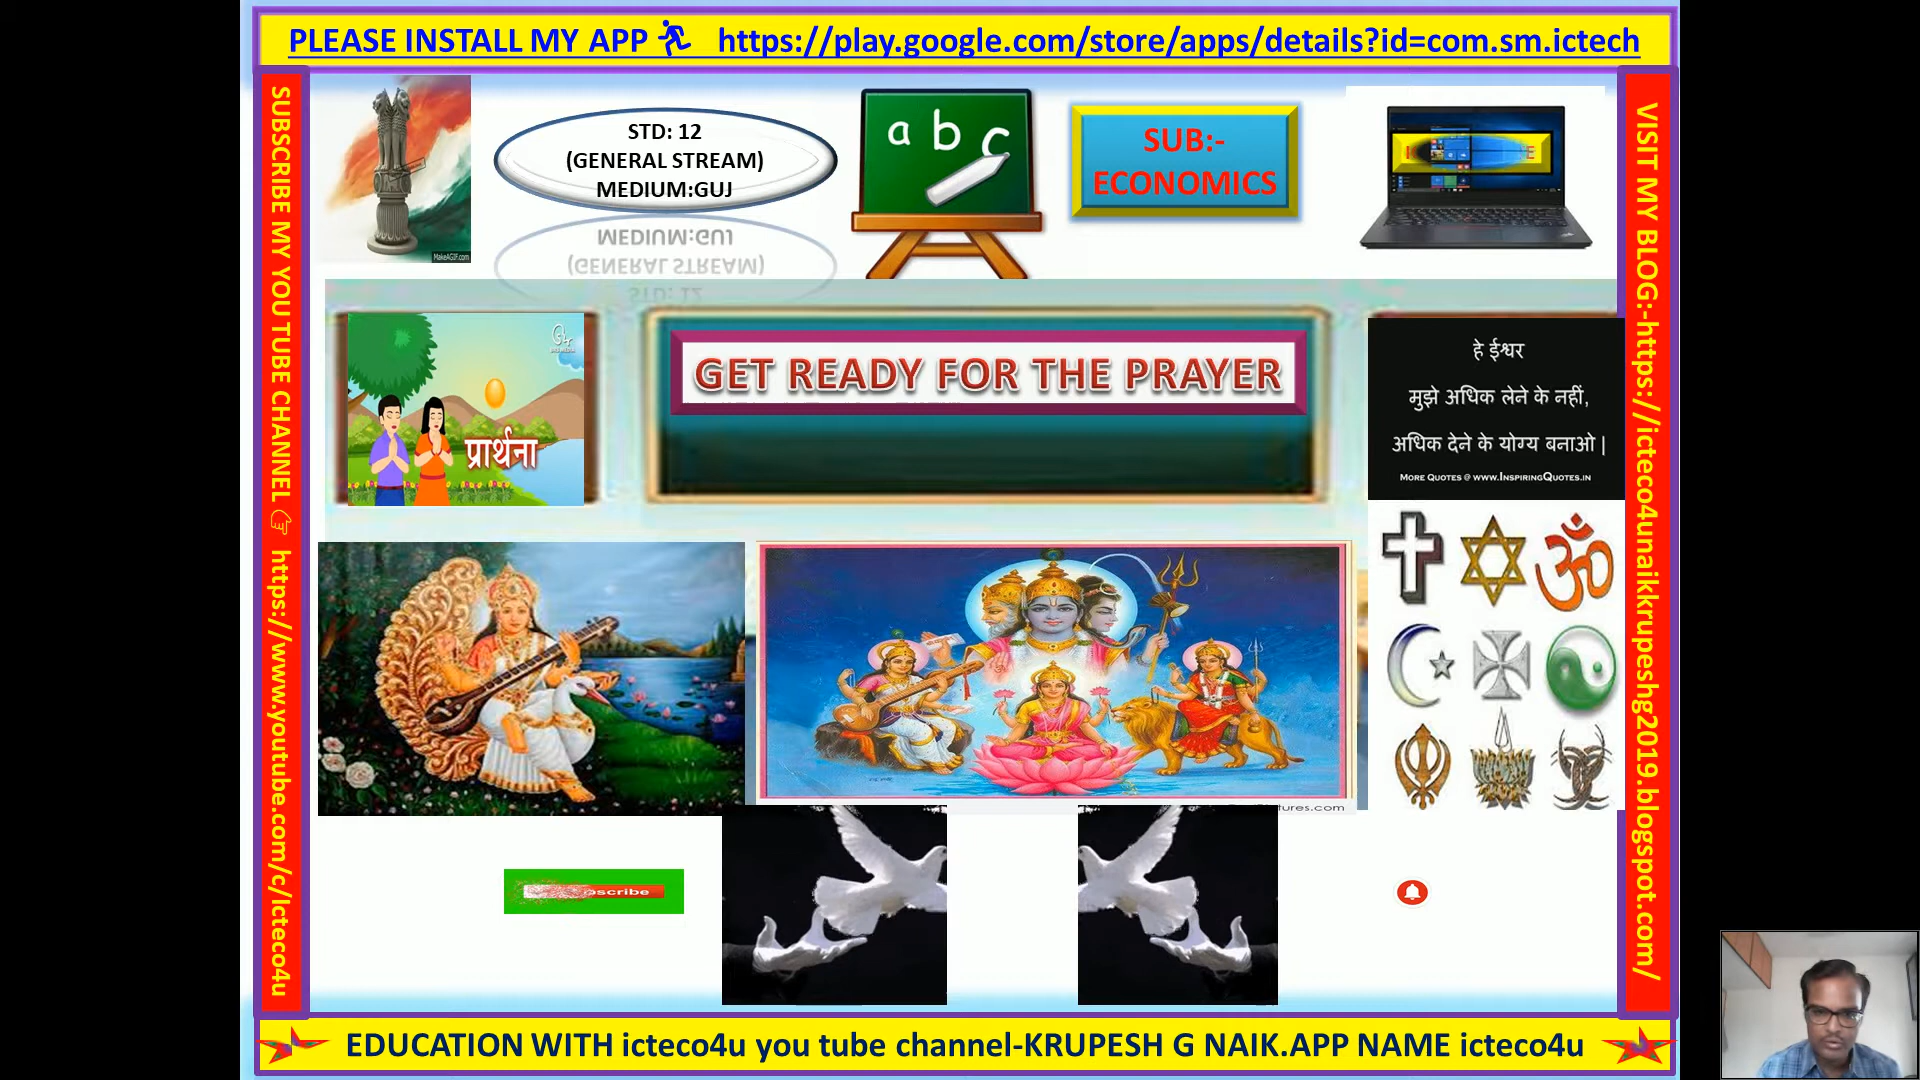 PLEASE INSTALL MY APP https://play.google.com/store/apps/details?id=com.sm.ictech
SUBSCRIBE MY YOU TUBE CHANNEL https://www.youtube.com/c/Icteco4u
MakeAGIF.com
STD: 12
(GENERAL STREAM)
MEDIUM:GUJ
a b c
SUB:-
ECONOMICS
VISIT MY BLOG:-https://icteco4unaikkrupeshg2019.blogspot.com/
प्रार्थना
GET READY FOR THE PRAYER
हे ईश्वर
मुझे अधिक लेने के नहीं,
अधिक देने के योग्य बनाओ |
MORE QUOTES @ WWW.INSPIRINGQUOTES.IN
EDUCATION WITH icteco4u you tube channel-KRUPESH G NAIK.APP NAME icteco4u